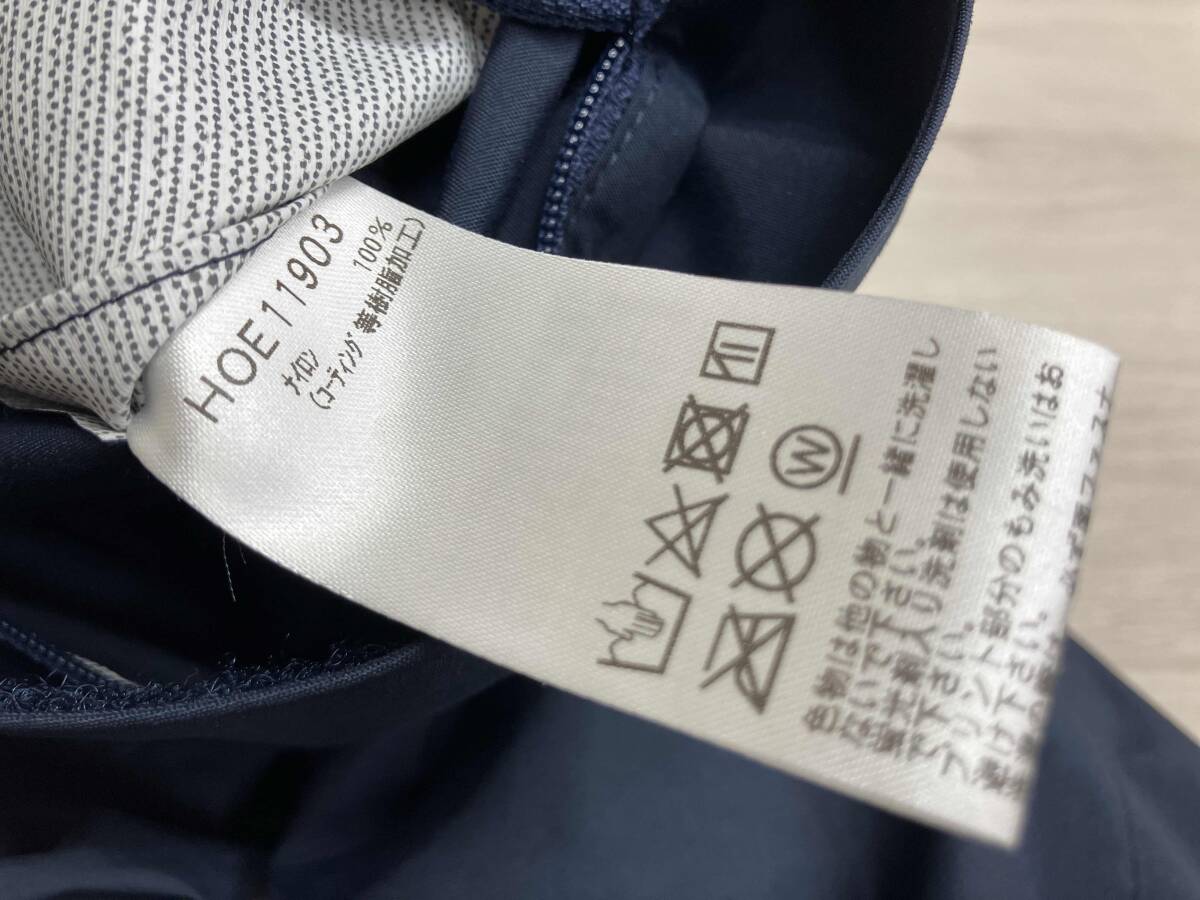 HOE11903
ナイロン 100%
(コーティング等樹脂加工)
W
色物は他の物と一緒に洗濯し
ないで下さい。
蛍光剤入り洗剤は使用しない
で下さい。
プリント部分のもみ洗いはお
避け下さい。